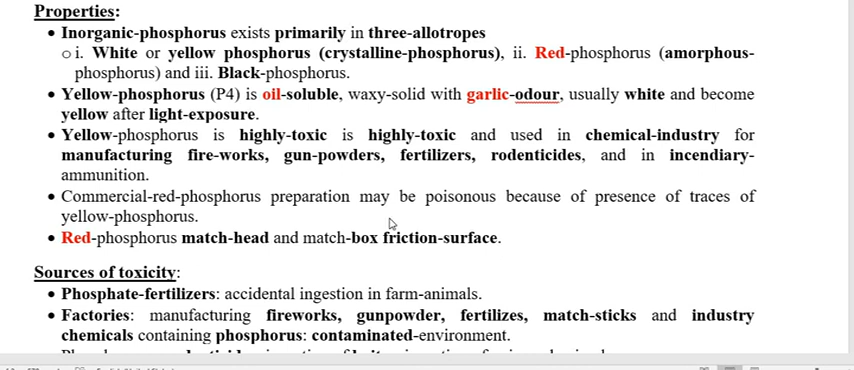 Properties:
• Inorganic-phosphorus exists primarily in three-allotropes
o i. White or yellow phosphorus (crystalline-phosphorus), ii. Red-phosphorus (amorphous-
phosphorus) and iii. Black-phosphorus.
• Yellow-phosphorus (P4) is oil-soluble, waxy-solid with garlic-odour, usually white and become
yellow after light-exposure.
• Yellow-phosphorus is highly-toxic is highly-toxic and used in chemical-industry for
manufacturing fire-works, gun-powders, fertilizers, rodenticides, and in incendiary-
ammunition.
• Commercial-red-phosphorus preparation may be poisonous because of presence of traces of
yellow-phosphorus.
• Red-phosphorus match-head and match-box friction-surface.
Sources of toxicity:
• Phosphate-fertilizers: accidental ingestion in farm-animals.
• Factories: manufacturing fireworks, gunpowder, fertilizes, match-sticks and industry
chemicals containing phosphorus: contaminated-environment.